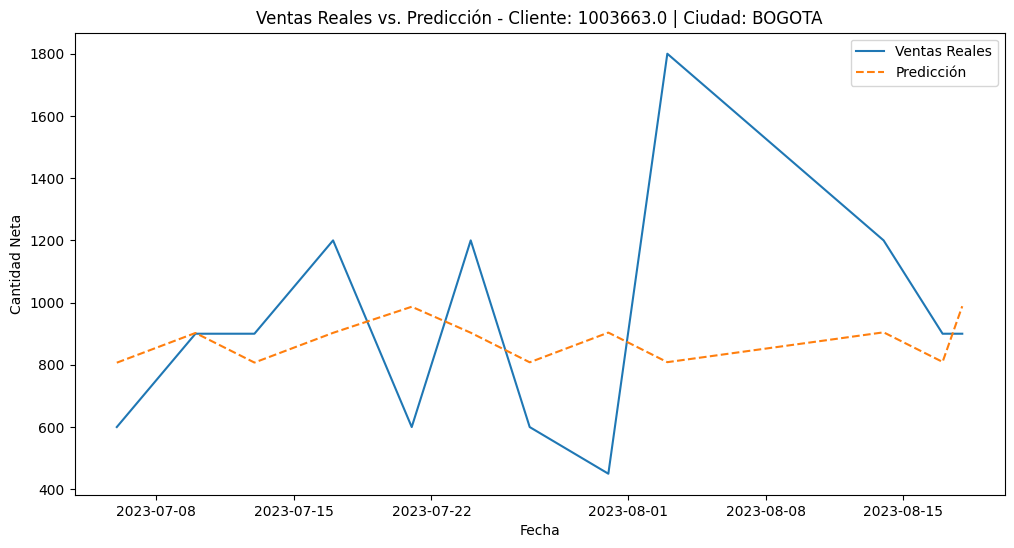 Ventas Reales vs. Predicción - Cliente: 1003663.0 | Ciudad: BOGOTA
Ventas Reales
Predicción
Cantidad Neta
1800
1600
1400
1200
1000
800
600
400
2023-07-08
2023-07-15
2023-07-22
2023-08-01
2023-08-08
2023-08-15
Fecha